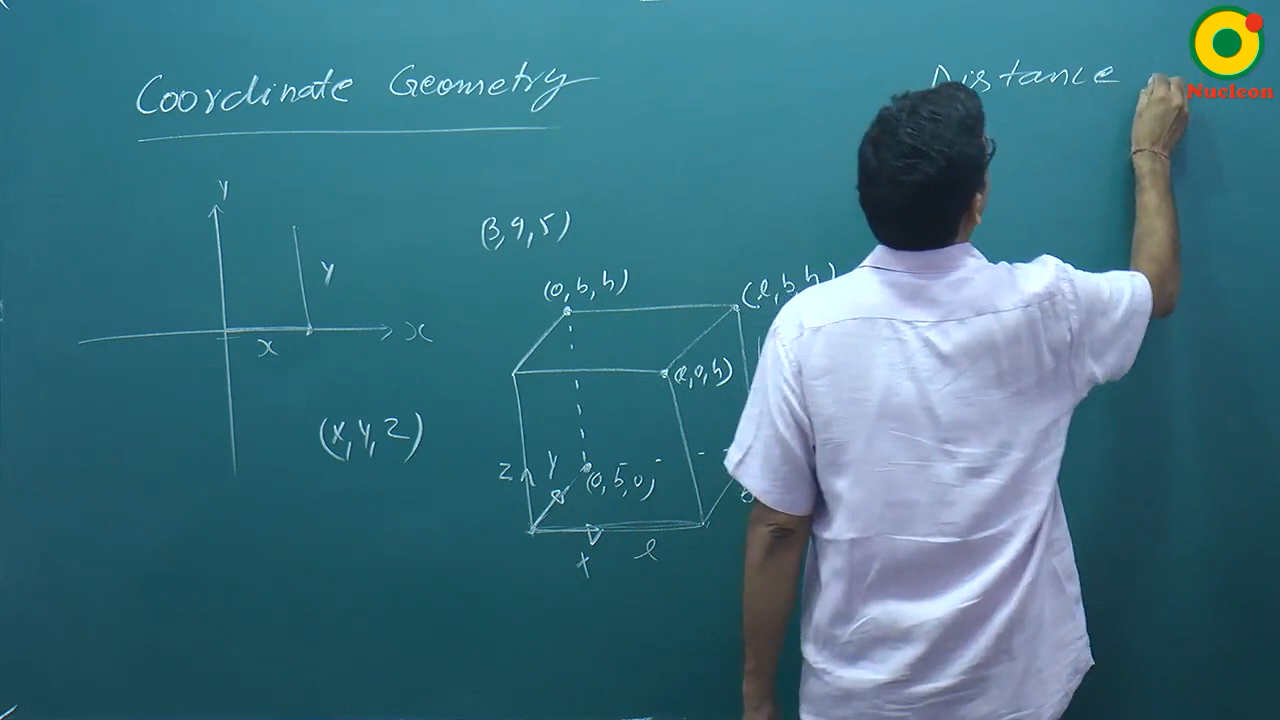 Coordinate Geometry
Distance
Nucleon
y
(3,9,5)
y
(0,b,h)
x
x
(l,0,h)
(x,y,z)
z
y
(0,b,0)
x
l